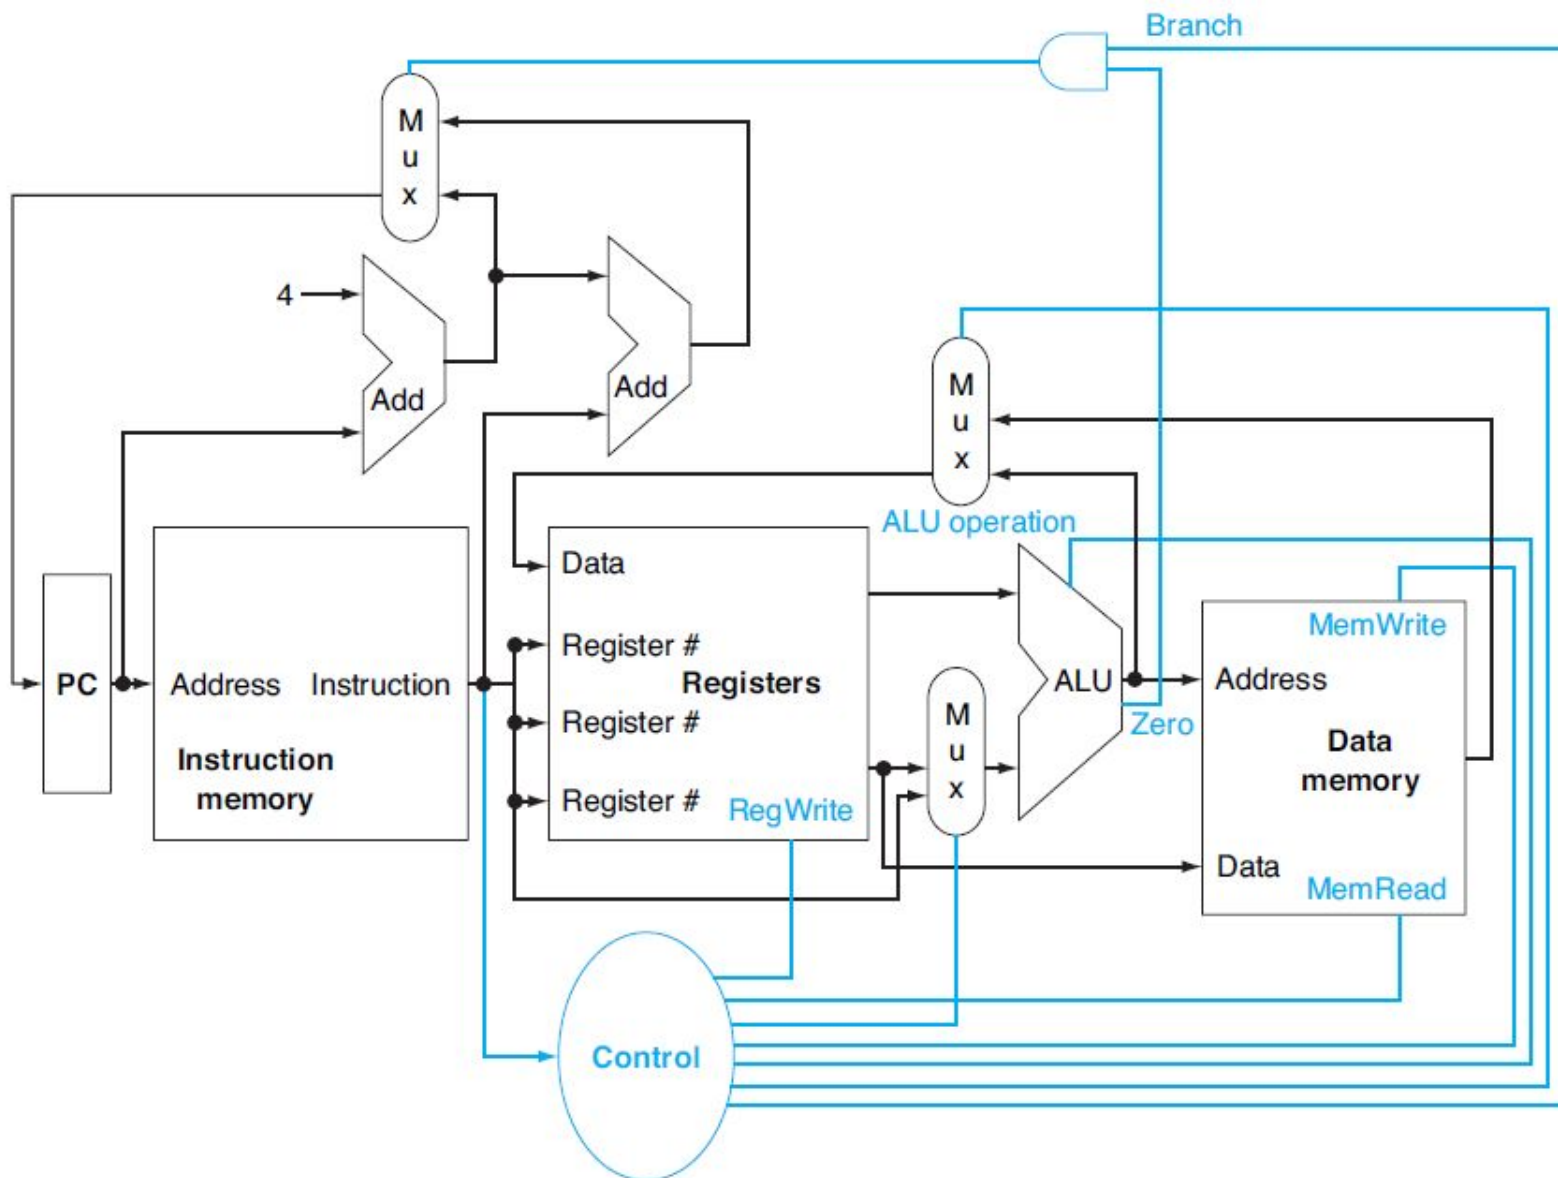 Branch
M
u
x
4
Add
Add
M
u
x
ALU operation
Data
MemWrite
Register #
PC
Address
Instruction
Registers
ALU
Address
M
u
x
Register #
Zero
Instruction
memory
Data
memory
Register #
RegWrite
Data
MemRead
Control